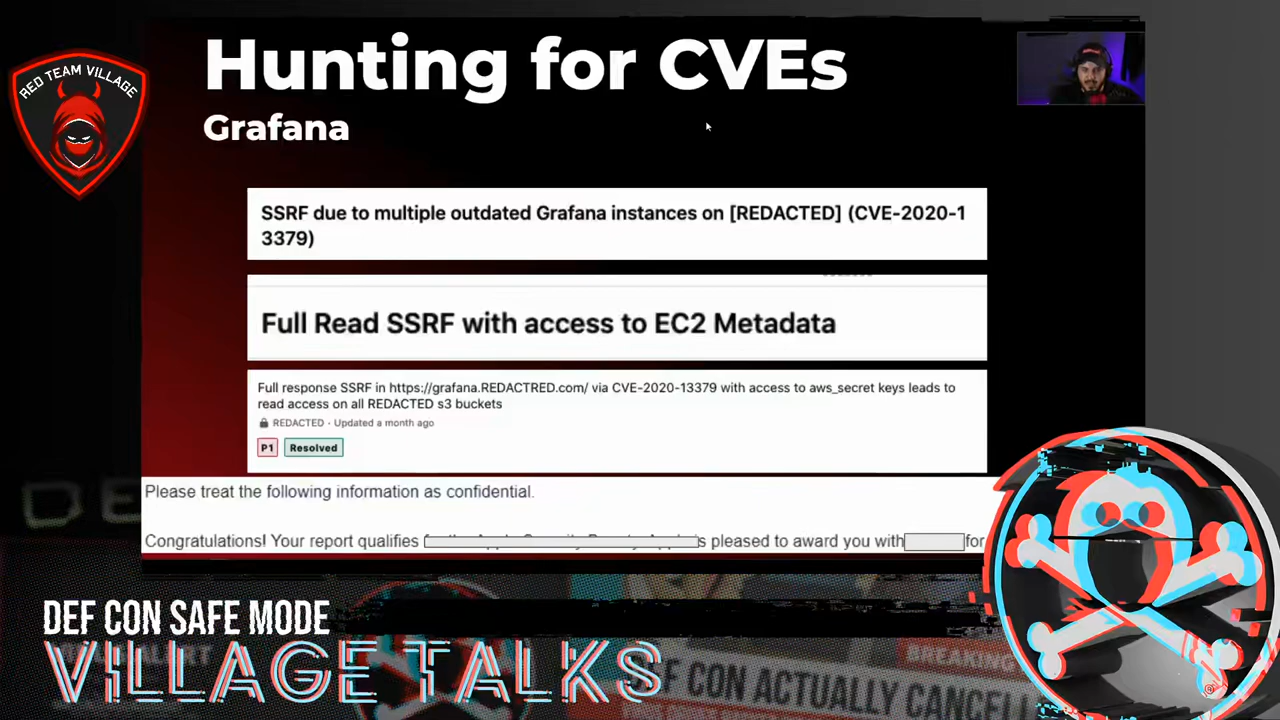 RED TEAM VILLAGE
Hunting for CVEs
Grafana
SSRF due to multiple outdated Grafana instances on [REDACTED] (CVE-2020-1
3379)
Full Read SSRF with access to EC2 Metadata
Full response SSRF in https://grafana.REDACTRED.com/ via CVE-2020-13379 with access to aws_secret keys leads to
read access on all REDACTED s3 buckets
REDACTED · Updated a month ago
P1 Resolved
Please treat the following information as confidential.
Congratulations! Your report qualifies is pleased to award you with for
DEF CON SAFE MODE
VILLAGE TALKS
DEF CON ACTUALLY